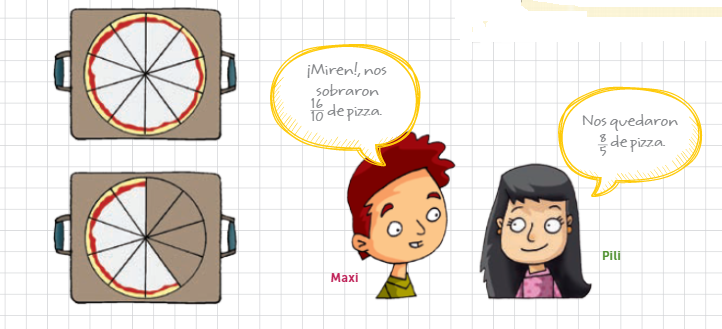 ¡Miren!, nos
sobraron
16/10 de pizza.
Nos quedaron
8/5 de pizza.
Pili
Maxi